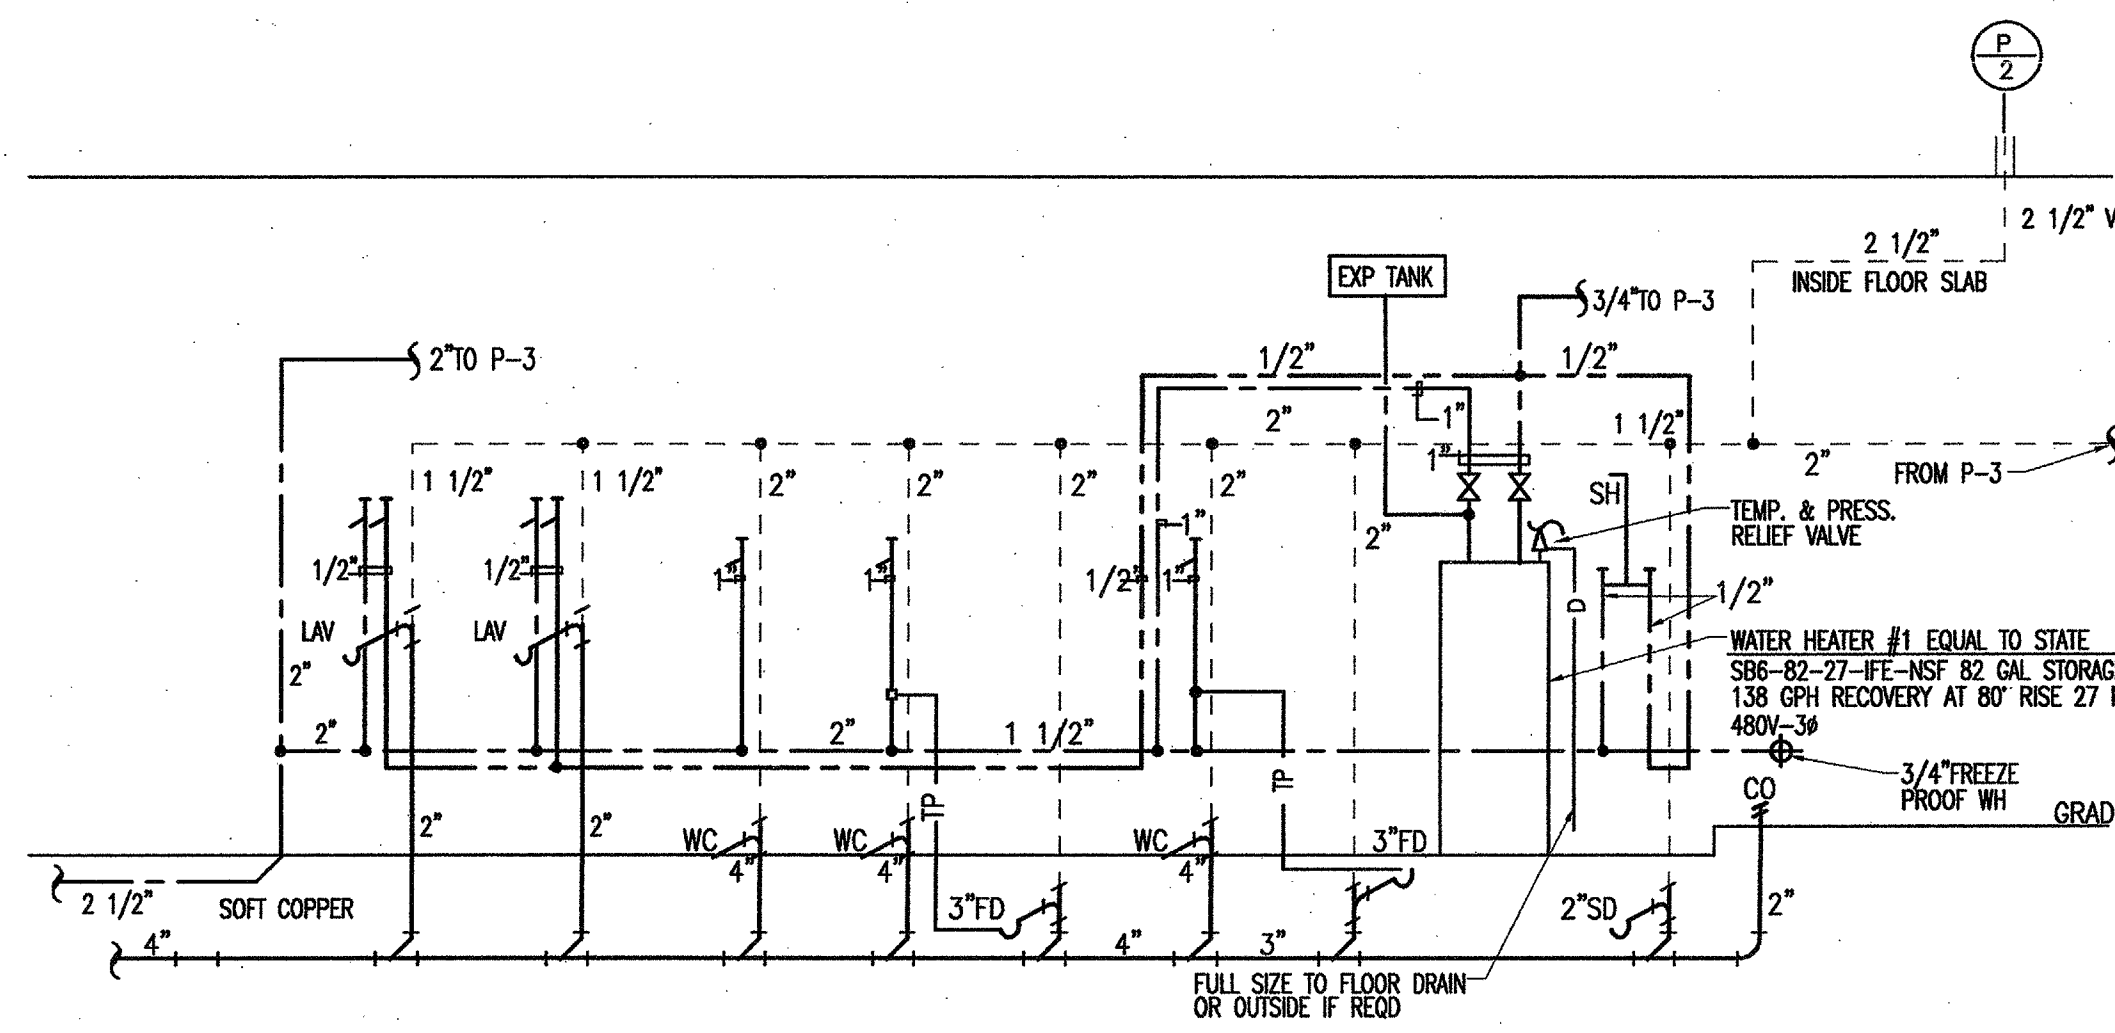 P
2
2 1/2" V
2 1/2"
INSIDE FLOOR SLAB
EXP TANK
3/4"TO P-3
2"TO P-3
1/2"
1/2"
2"
1"
1 1/2"
1"
2"
FROM P-3
1 1/2"
1 1/2"
2"
2"
2"
2"
SH
TEMP. & PRESS.
RELIEF VALVE
1"
2"
1/2"
1/2"
1"
1"
1/2"
1"
1/2"
D
LAV
LAV
WATER HEATER #1 EQUAL TO STATE
SB6-82-27-IFE-NSF 82 GAL STORAG
138 GPH RECOVERY AT 80° RISE 27
480V-3ø
2"
2"
2"
1 1/2"
TP
TP
3/4"FREEZE
PROOF WH
CO
GRAD
2"
2"
WC
WC
WC
3"FD
4"
4"
4"
2 1/2"
SOFT COPPER
3"FD
2"SD
2"
4"
4"
3"
FULL SIZE TO FLOOR DRAIN
OR OUTSIDE IF REQD